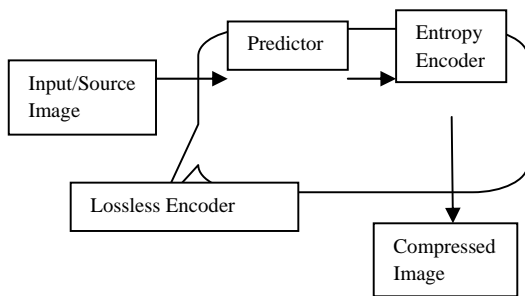 Predictor
Entropy
Encoder
Input/Source
Image
Lossless Encoder
Compressed
Image